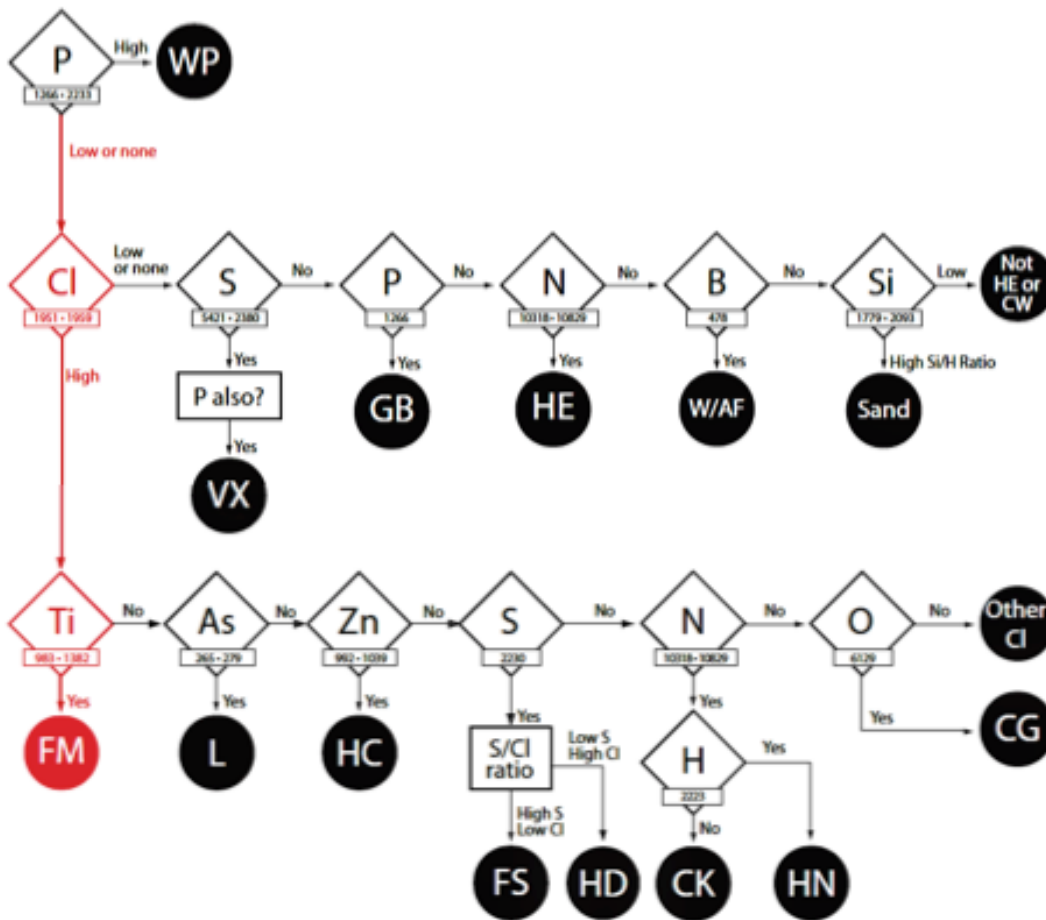 P
High
WP
1266 • 2233
Low or none
Cl
1951 • 1959
Low
or none
S
5421 • 2380
No
P
1266
No
N
10318 • 10829
No
B
478
No
Si
1779 • 2093
Low
Not
HE or
CW
High
Yes
P also?
Yes
VX
Yes
GB
Yes
HE
Yes
W/AF
High Si/H Ratio
Sand
Ti
983 • 1382
No
As
265 • 279
No
Zn
992 • 1039
No
S
2230
No
N
10318 • 10829
No
O
6129
No
Other
Cl
Yes
FM
Yes
L
Yes
HC
Yes
S/Cl
ratio
Low S
High Cl
High S
Low Cl
FS
HD
Yes
H
2223
Yes
No
CK
HN
Yes
CG